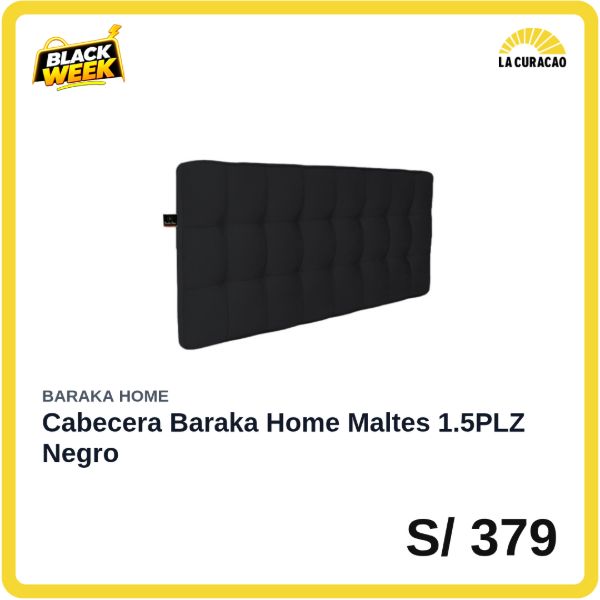 BLACK
WEEK
LA CURACAO
BARAKA HOME
Cabecera Baraka Home Maltes 1.5PLZ
Negro
S/ 379